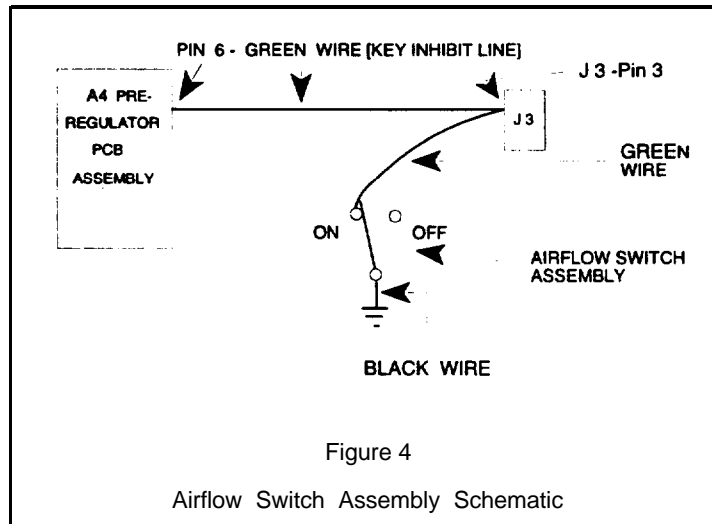 PIN 6 - GREEN WIRE [KEY INHIBIT LINE]
J 3 -Pin 3
A4 PRE-
REGULATOR
PCB
ASSEMBLY
J 3
GREEN
WIRE
ON
OFF
AIRFLOW SWITCH
ASSEMBLY
BLACK WIRE
Figure 4
Airflow Switch Assembly Schematic